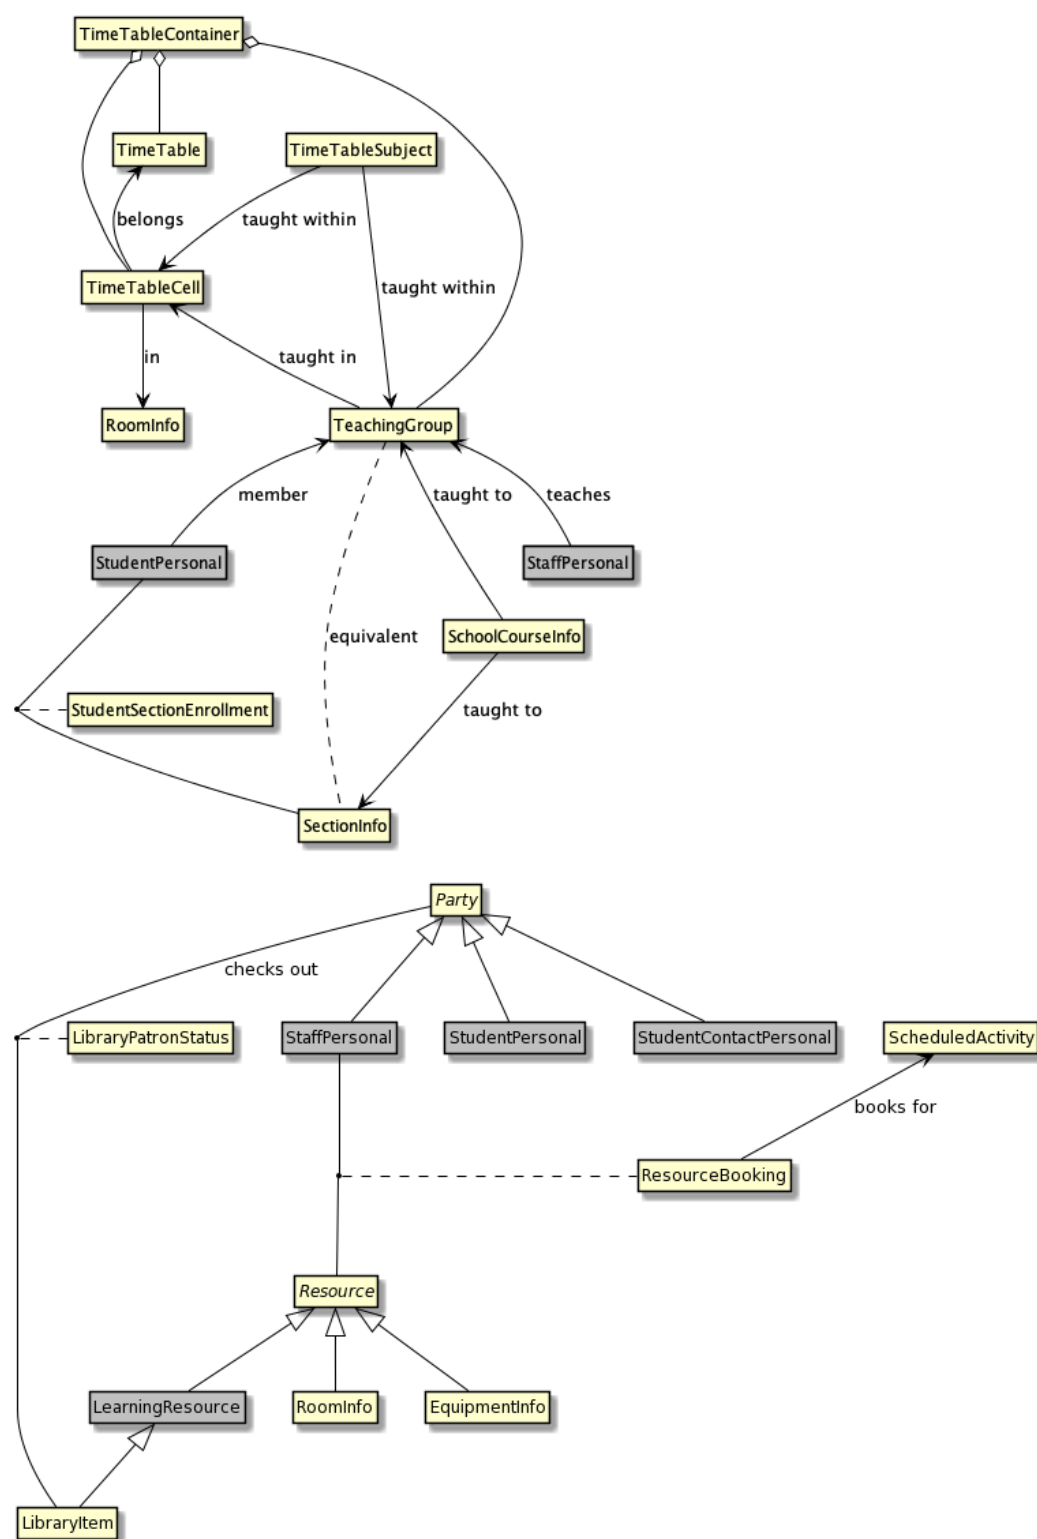 TimeTableContainer
TimeTable
TimeTableSubject
belongs
taught within
TimeTableCell
taught within
in
taught in
RoomInfo
TeachingGroup
member
taught to
teaches
StudentPersonal
StaffPersonal
equivalent
SchoolCourseInfo
StudentSectionEnrollment
taught to
SectionInfo
Party
checks out
LibraryPatronStatus
StaffPersonal
StudentPersonal
StudentContactPersonal
ScheduledActivity
books for
ResourceBooking
Resource
LearningResource
RoomInfo
EquipmentInfo
LibraryItem